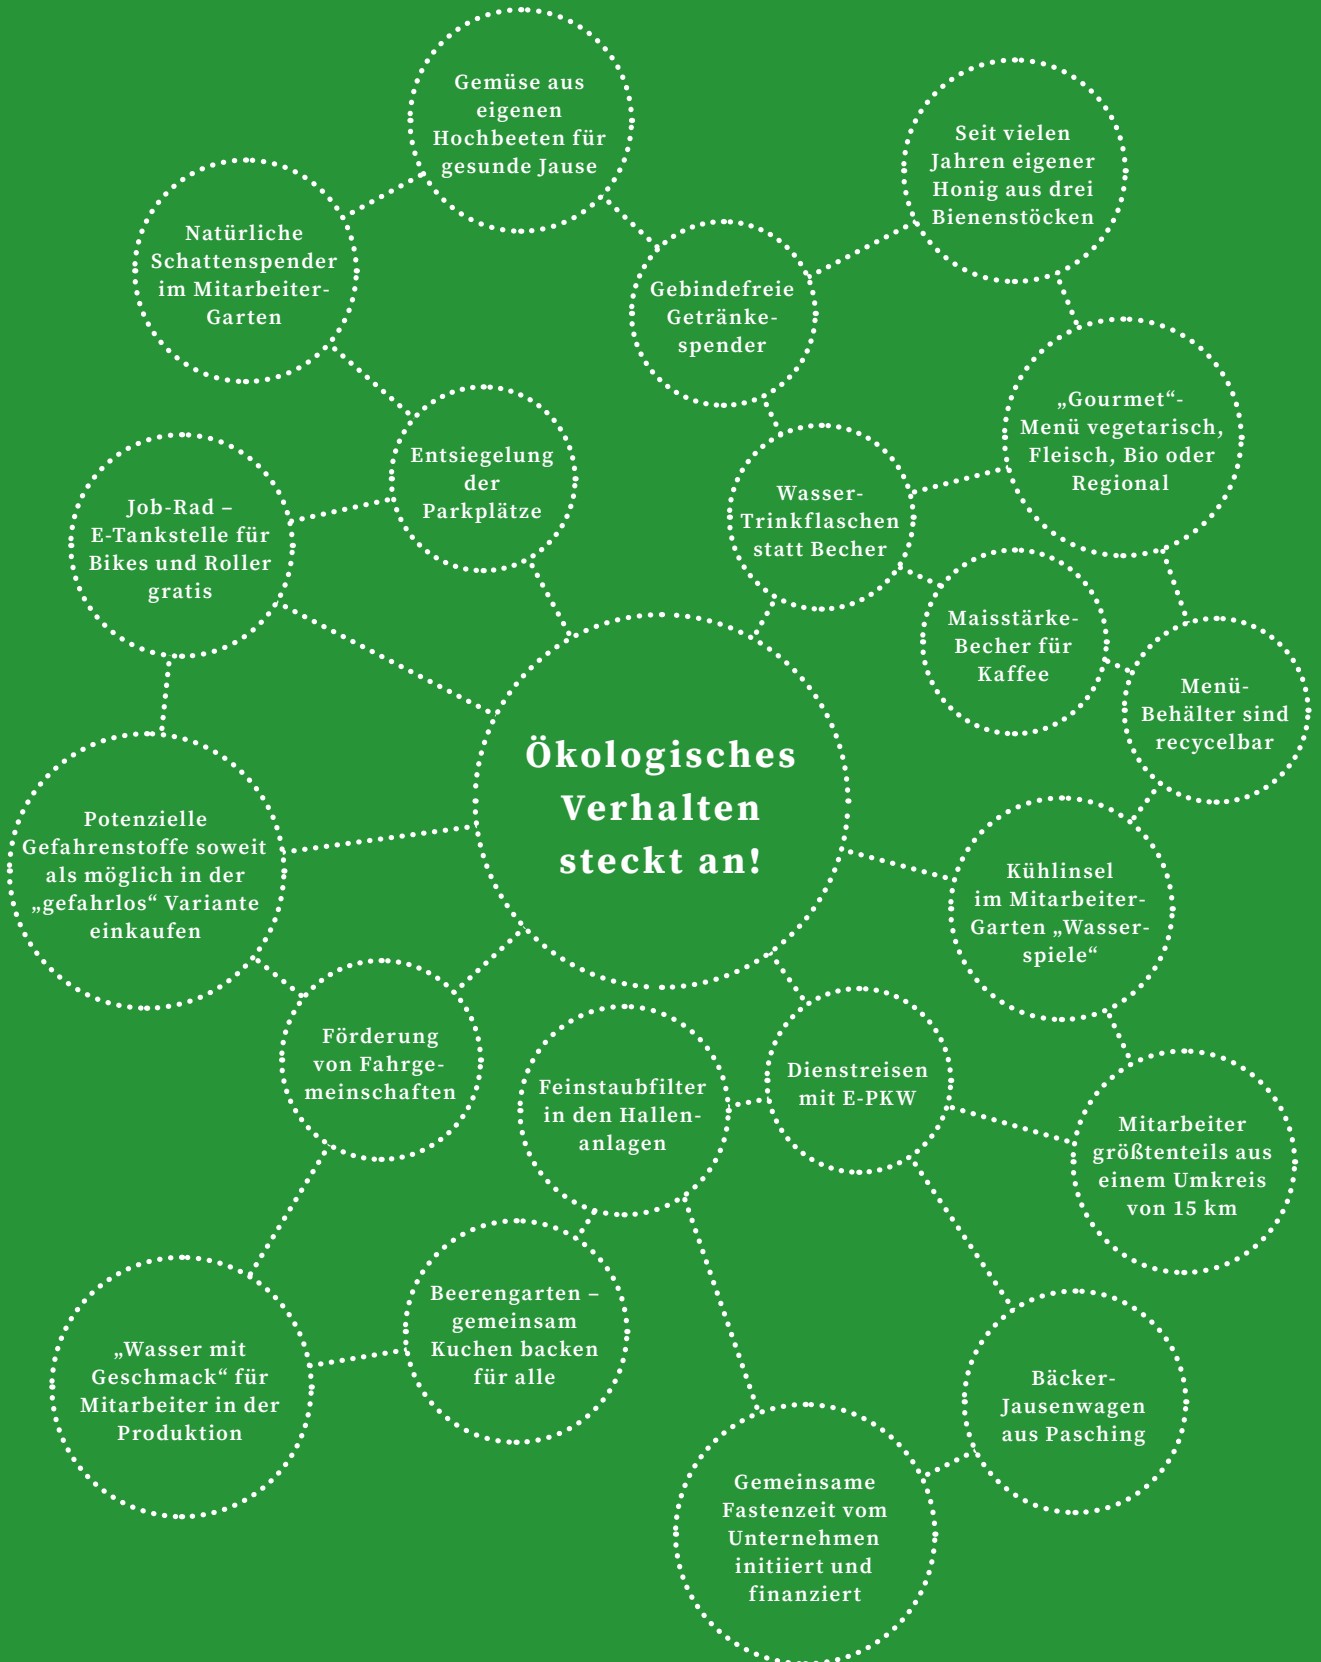 Gemüse aus
eigenen
Hochbeeten für
gesunde Jause
Seit vielen
Jahren eigener
Honig aus drei
Bienenstöcken
Natürliche
Schattenspender
im Mitarbeiter-
Garten
Gebindefreie
Getränke-
spender
„Gourmet“-
Menü vegetarisch,
Fleisch, Bio oder
Regional
Entsiegelung
der
Parkplätze
Wasser-
Trinkflaschen
statt Becher
Job-Rad –
E-Tankstelle für
Bikes und Roller
gratis
Maisstärke-
Becher für
Kaffee
Menü-
Behälter sind
recycelbar
Ökologisches
Verhalten
steckt an!
Potenzielle
Gefahrenstoffe soweit
als möglich in der
„gefahrlos“ Variante
einkaufen
Kühlinsel
im Mitarbeiter-
Garten „Wasser-
spiele“
Förderung
von Fahrge-
meinschaften
Feinstaubfilter
in den Hallen-
anlagen
Dienstreisen
mit E-PKW
Mitarbeiter
größtenteils aus
einem Umkreis
von 15 km
Beerengarten –
gemeinsam
Kuchen backen
für alle
„Wasser mit
Geschmack“ für
Mitarbeiter in der
Produktion
Bäcker-
Jausenwagen
aus Pasching
Gemeinsame
Fastenzeit vom
Unternehmen
initiiert und
finanziert